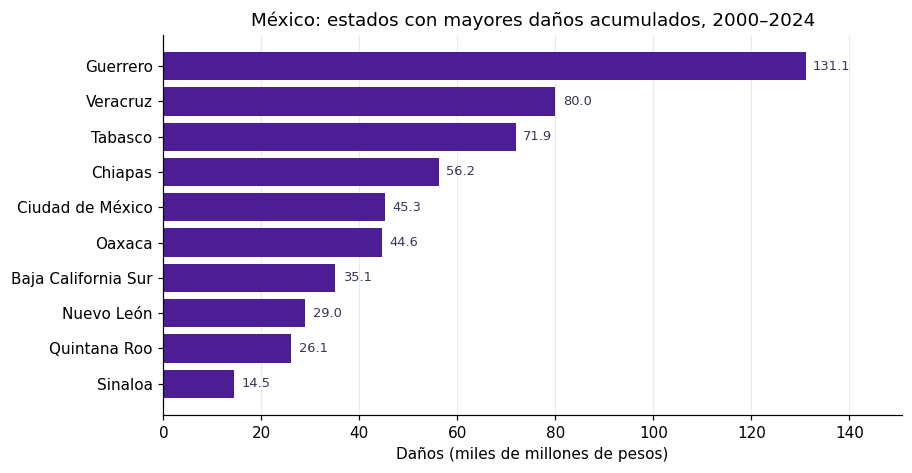 México: estados con mayores daños acumulados, 2000–2024
Guerrero 131.1
Veracruz 80.0
Tabasco 71.9
Chiapas 56.2
Ciudad de México 45.3
Oaxaca 44.6
Baja California Sur 35.1
Nuevo León 29.0
Quintana Roo 26.1
Sinaloa 14.5
0 20 40 60 80 100 120 140
Daños (miles de millones de pesos)